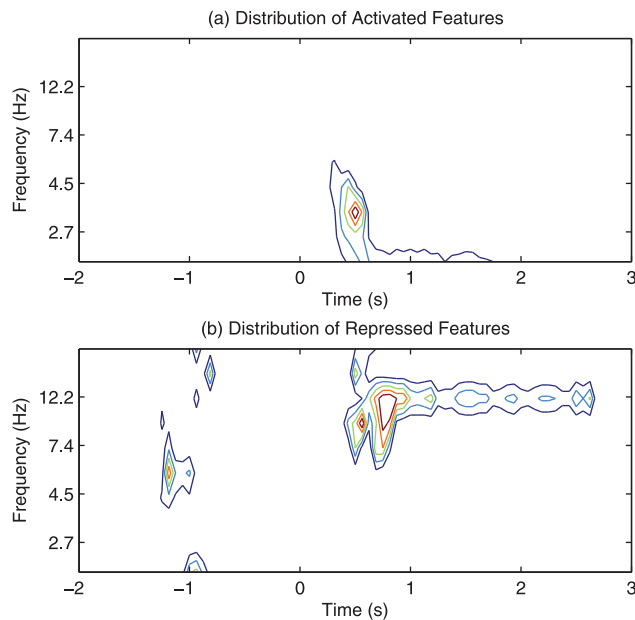 (a) Distribution of Activated Features
Frequency (Hz)
12.2
7.4
4.5
2.7
−2 −1 0 1 2 3
Time (s)
(b) Distribution of Repressed Features
Frequency (Hz)
12.2
7.4
4.5
2.7
−2 −1 0 1 2 3
Time (s)